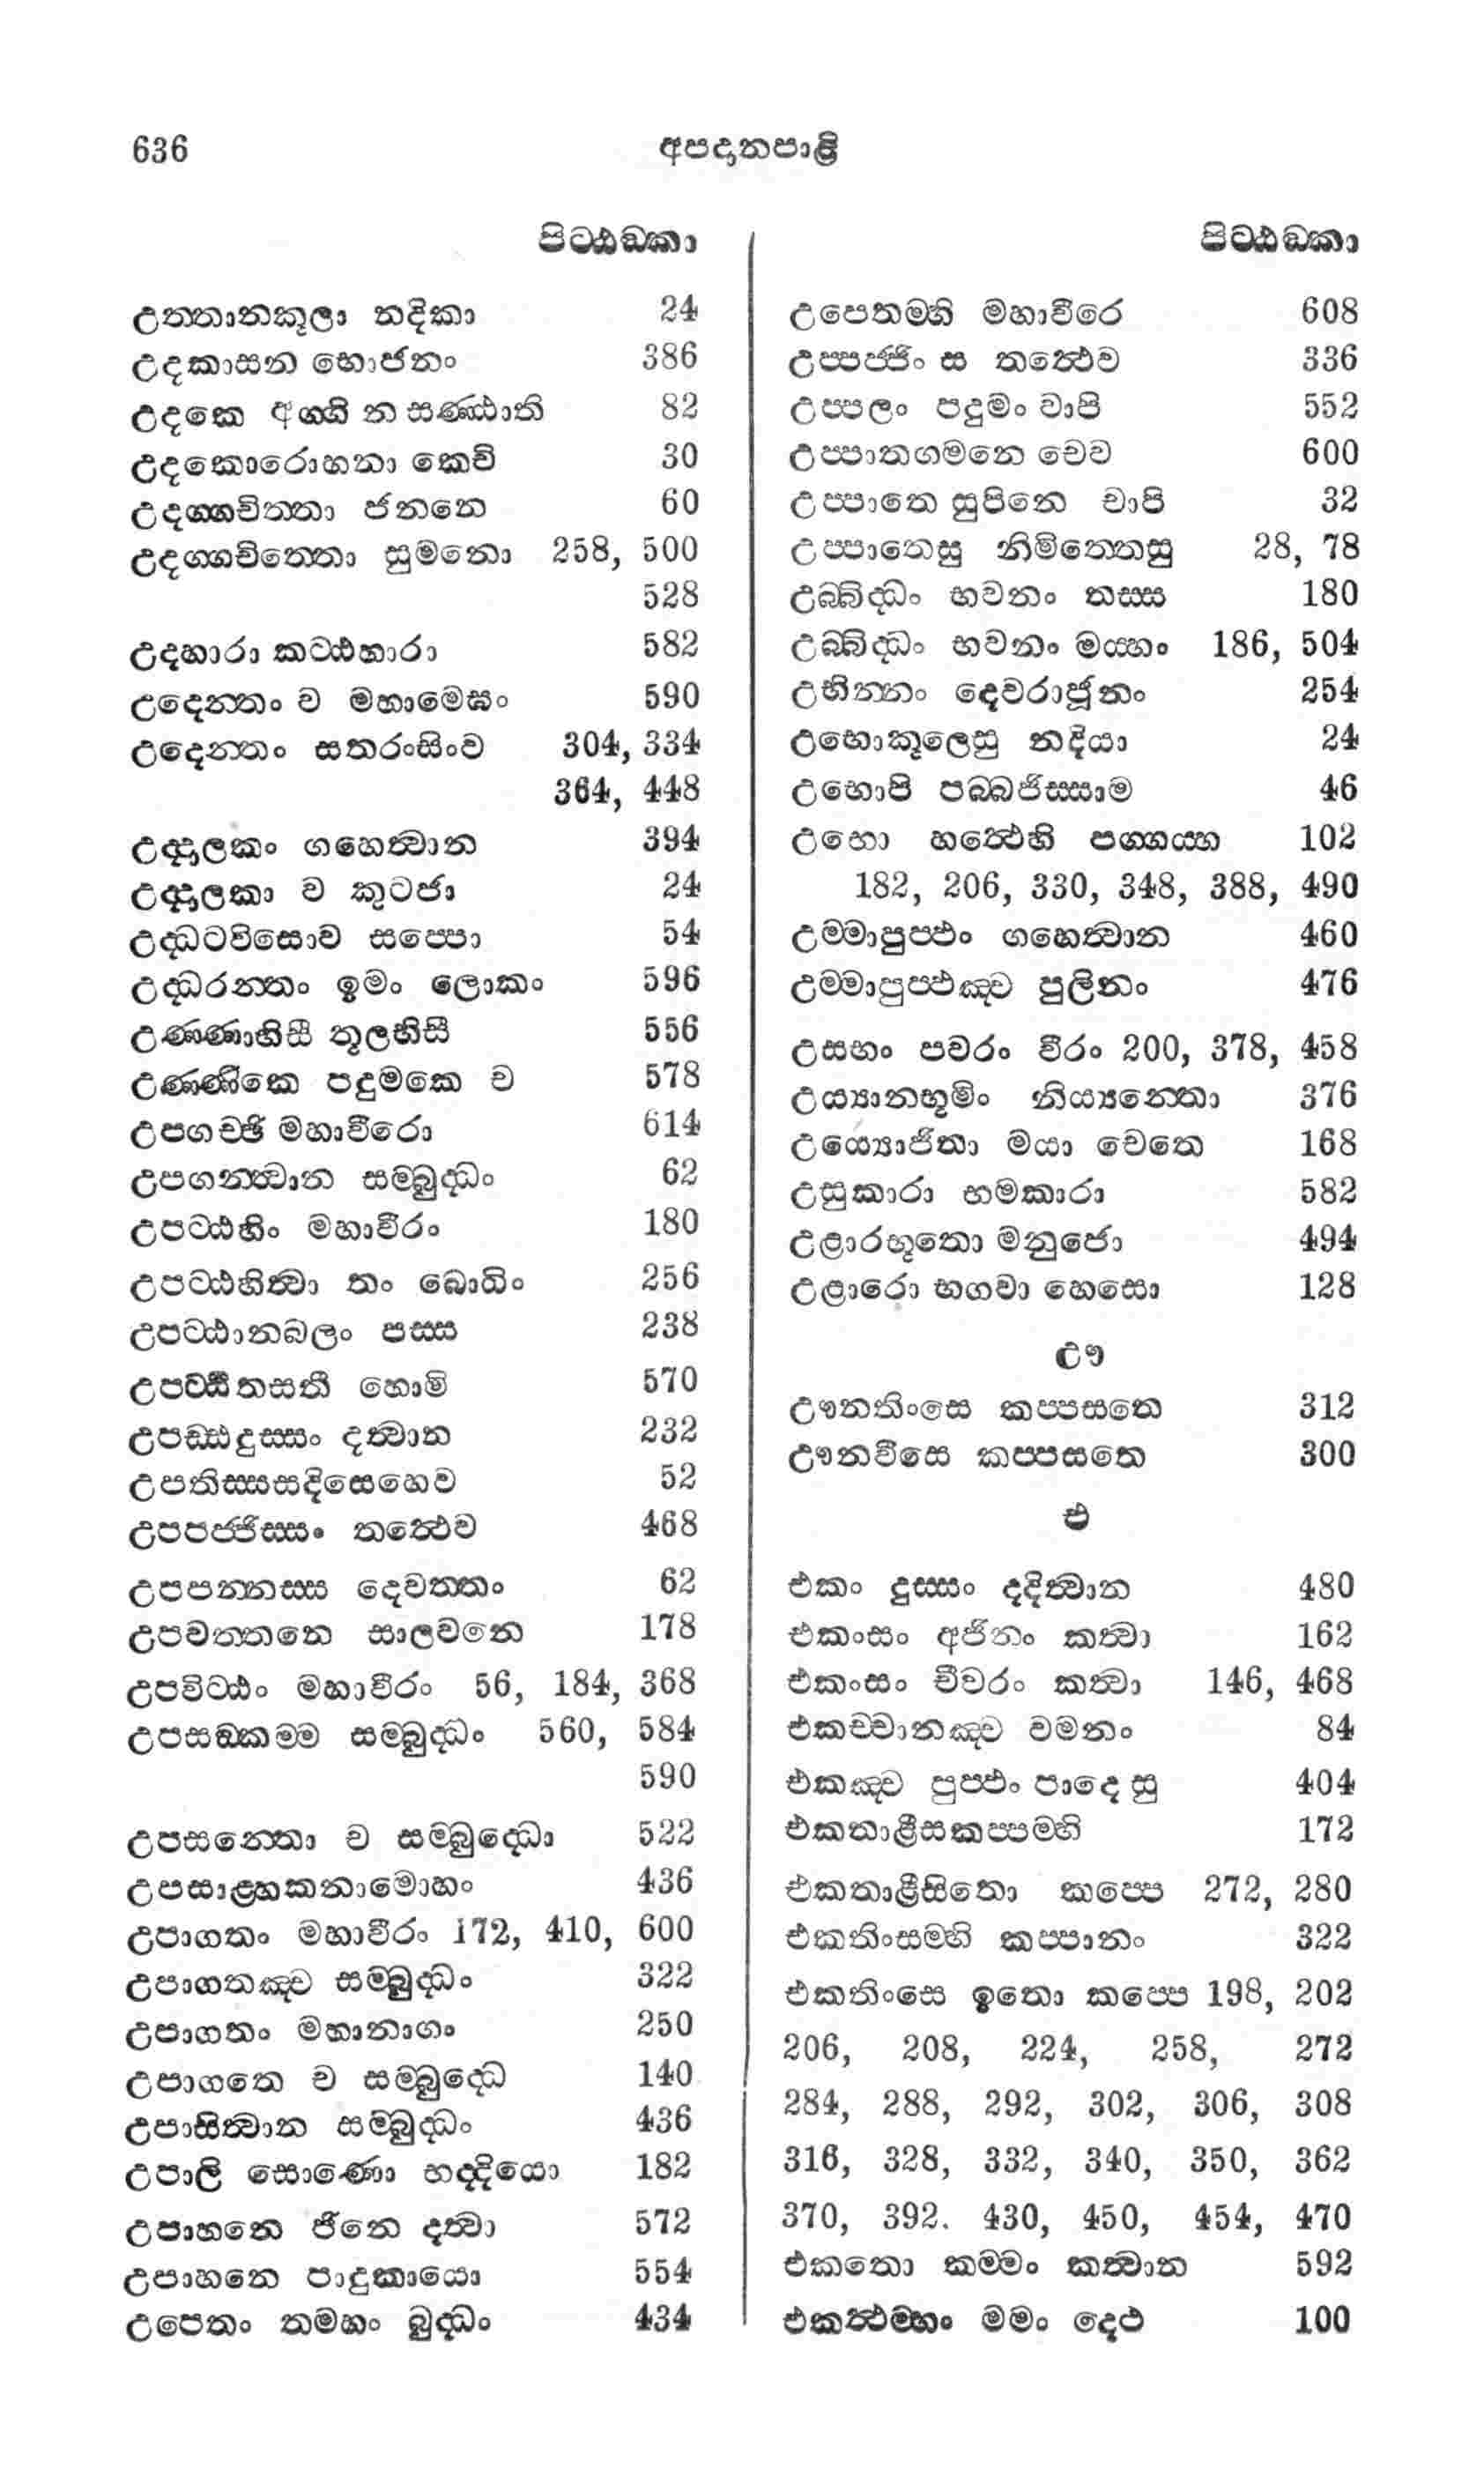 636
අපදානපාළි
පිට්ඨඞ්කා
උත්තානකූලා නදිකා 24
උදකාසන භොජනං 386
උදකෙ අග්ගි න සණ්ඨාති 82
උදකොරොහනා කෙචි 30
උදග්ගචිත්තා ජනනෙ 60
උදග්ගචිත්තො සුමනො 258, 500
528
උදහාරා කට්ඨහාරා 582
උදෙන්තං ව මහාමෙඝං 590
උදෙන්තං සතරංසිංව 304, 334
364, 448
උද්දාලකං ගහෙත්වාන 394
උද්දාලකා ව කුටජා 24
උද්ධටවිසොව සප්පො 54
උද්ධරන්තං ඉමං ලොකං 596
උණ්ණාභිසී තූලභිසී 556
උණ්ණිකෙ පදුමකෙ ච 578
උපගච්ඡි මහාවීරො 614
උපගන්ත්වාන සම්බුද්ධං 62
උපට්ඨහිං මහාවීරං 180
උපට්ඨහිත්වා තං බොධිං 256
උපට්ඨානබලං පස්ස 238
උපට්ඨිතසතී හොමි 570
උපඩ්ඪදුස්සං දත්වාන 232
උපතිස්සසදිසෙහෙව 52
උපපජ්ජිස්සං තත්ථෙව 468
උපපන්නස්ස දෙවත්තං 62
උපවත්තනෙ සාලවනෙ 178
උපවිට්ඨං මහාවීරං 56, 184, 368
උපසඞ්කම්ම සම්බුද්ධං 560, 584
590
උපසන්තො ච සම්බුද්ධො 522
උපසාළ්හකනාමොහං 436
උපාගතං මහාවීරං 172, 410, 600
උපාගතඤ්ච සම්බුද්ධං 322
උපාගතං මහානාගං 250
උපාගතෙ ච සම්බුද්ධෙ 140
උපාසිත්වාන සම්බුද්ධං 436
උපාලි සොණො භද්දියො 182
උපාහනෙ ජිනෙ දත්වා 572
උපාහනෙ පාදුකායො 554
උපෙතං තමහං බුද්ධං 434
පිට්ඨඞ්කා
උපෙතම්හි මහාවීරෙ 608
උප්පජ්ජිං ස තත්ථෙව 336
උප්පලං පදුමං වාපි 552
උප්පාතගමනෙ චෙව 600
උප්පාතෙ සුපිනෙ චාපි 32
උප්පාතෙසු නිමිත්තෙසු 28, 78
උබ්බිද්ධං භවනං තස්ස 180
උබ්බිද්ධං භවනං මය්හං 186, 504
උභින්නං දෙවරාජූනං 254
උභොකූලෙසු නදියා 24
උභොපි පබ්බජිස්සාම 46
උභො හත්ථෙහි පග්ගය්හ 102
182, 206, 330, 348, 388, 490
උම්මාපුප්ඵං ගහෙත්වාන 460
උම්මාපුප්ඵඤ්ච පුලිනං 476
උසභං පවරං වීරං 200, 378, 458
උය්‍යානභූමිං නිය්‍යන්තො 376
උය්‍යොජිතා මයා චෙතෙ 168
උසුකාරා භමකාරා 582
උළාරභූතො මනුජො 494
උළාරො භගවා හෙසො 128
ඌ
ඌනතිංසෙ කප්පසතෙ 312
ඌනවීසෙ කප්පසතෙ 300
එ
එකං දුස්සං දදිත්වාන 480
එකංසං අජිනං කත්වා 162
එකංසං චීවරං කත්වා 146, 468
එකච්චානඤ්ච වමනං 84
එකඤ්ච පුප්ඵං පාදෙ සු 404
එකතාළීසකප්පම්හි 172
එකතාළීසිතො කප්පෙ 272, 280
එකතිංසම්හි කප්පානං 322
එකතිංසෙ ඉතො කප්පෙ 198, 202
206, 208, 224, 258, 272
284, 288, 292, 302, 306, 308
316, 328, 332, 340, 350, 362
370, 392. 430, 450, 454, 470
එකතො කම්මං කත්වාන 592
එකත්ථම්හං මමං දෙථ 100